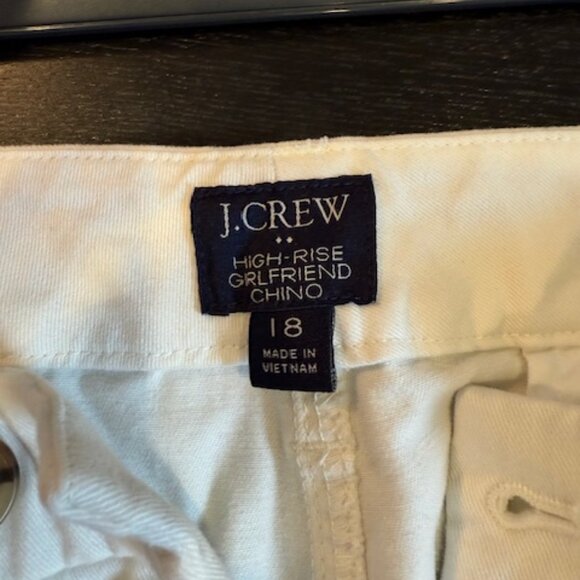 J.CREW
HIGH-RISE
GRLFRIEND
CHINO
18
MADE IN
VIETNAM